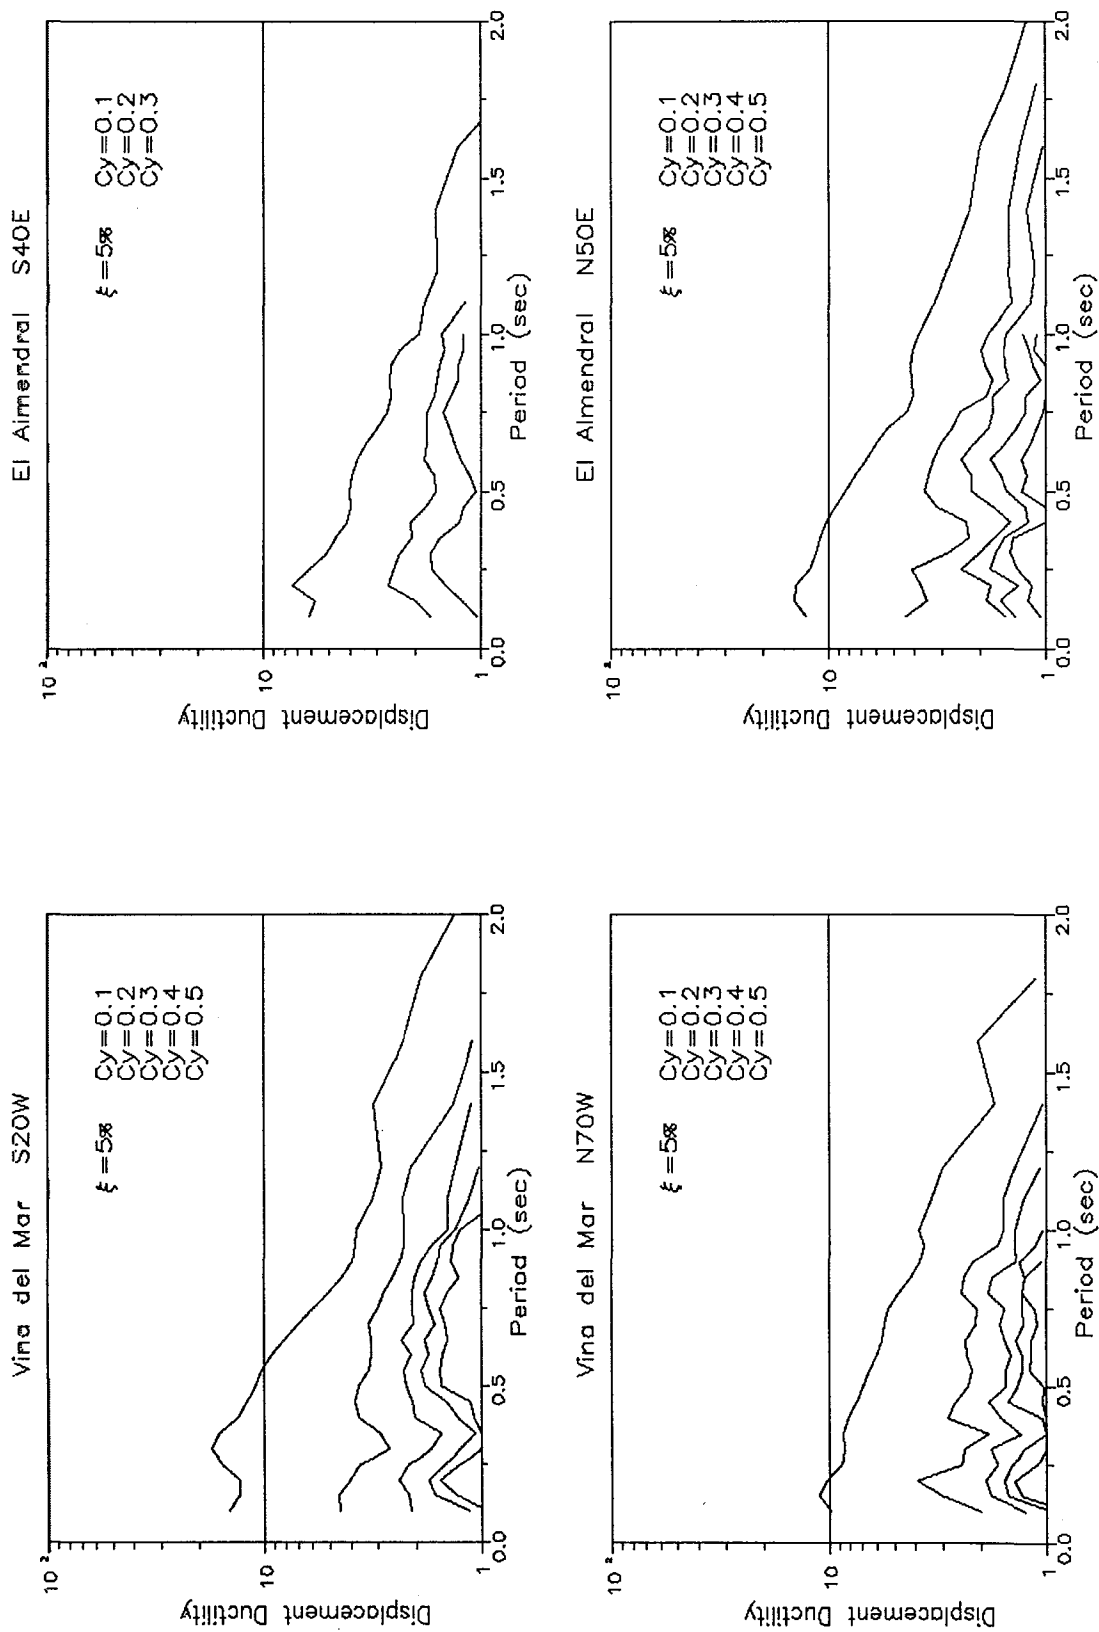 Vina del Mar S20W
ξ=5%
Cy=0.1
Cy=0.2
Cy=0.3
Cy=0.4
Cy=0.5
Displacement Ductility
10²
10
1
0.0
0.5
1.0
1.5
2.0
Period (sec)
El Almendral S40E
ξ=5%
Cy=0.1
Cy=0.2
Cy=0.3
Displacement Ductility
10²
10
1
0.0
0.5
1.0
1.5
2.0
Period (sec)
Vina del Mar N70W
ξ=5%
Cy=0.1
Cy=0.2
Cy=0.3
Cy=0.4
Cy=0.5
Displacement Ductility
10²
10
1
0.0
0.5
1.0
1.5
2.0
Period (sec)
El Almendral N50E
ξ=5%
Cy=0.1
Cy=0.2
Cy=0.3
Cy=0.4
Cy=0.5
Displacement Ductility
10²
10
1
0.0
0.5
1.0
1.5
2.0
Period (sec)